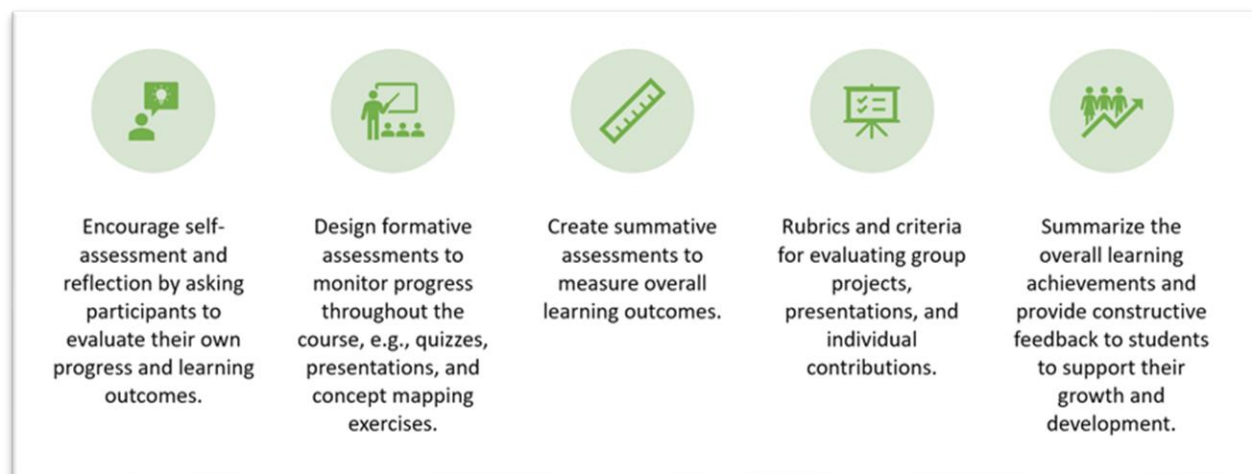 Encourage self-
assessment and
reflection by asking
participants to
evaluate their own
progress and learning
outcomes.
Design formative
assessments to
monitor progress
throughout the
course, e.g., quizzes,
presentations, and
concept mapping
exercises.
Create summative
assessments to
measure overall
learning outcomes.
Rubrics and criteria
for evaluating group
projects,
presentations, and
individual
contributions.
Summarize the
overall learning
achievements and
provide constructive
feedback to students
to support their
growth and
development.